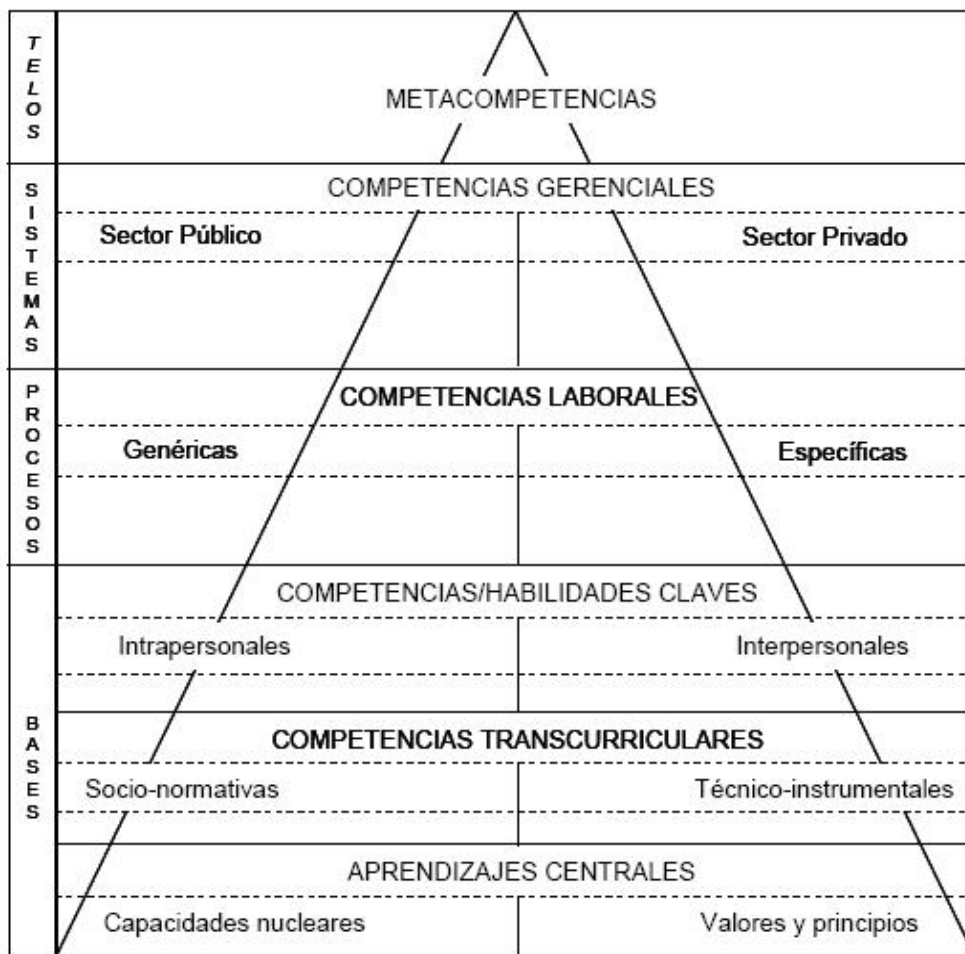 TELOS
METACOMPETENCIAS
SISTEMAS
COMPETENCIAS GERENCIALES
Sector Público
Sector Privado
PROCESOS
COMPETENCIAS LABORALES
Genéricas
Específicas
BASES
COMPETENCIAS/HABILIDADES CLAVES
Intrapersonales
Interpersonales
COMPETENCIAS TRANSCURRICULARES
Socio-normativas
Técnico-instrumentales
APRENDIZAJES CENTRALES
Capacidades nucleares
Valores y principios